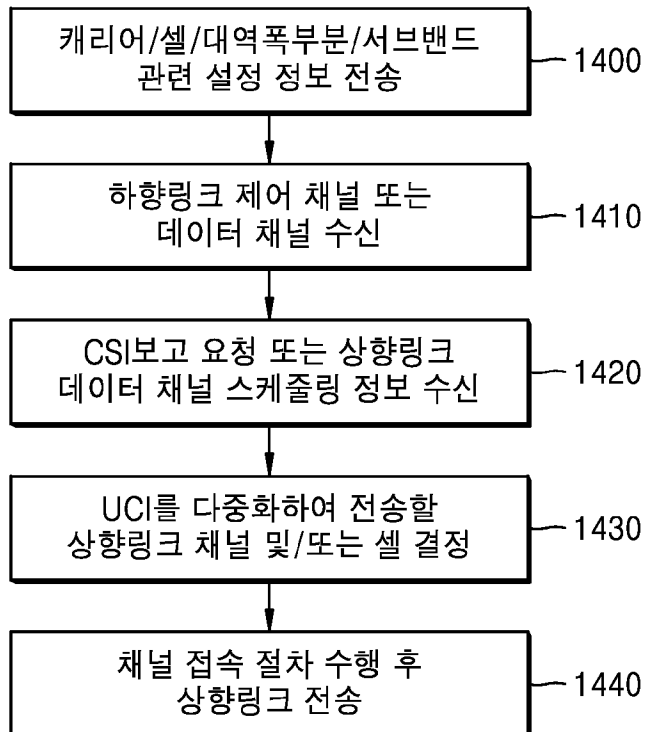 캐리어/셀/대역폭부분/서브밴드
관련 설정 정보 전송
1400
하향링크 제어 채널 또는
데이터 채널 수신
1410
CSI보고 요청 또는 상향링크
데이터 채널 스케줄링 정보 수신
1420
UCI를 다중화하여 전송할
상향링크 채널 및/또는 셀 결정
1430
채널 접속 절차 수행 후
상향링크 전송
1440